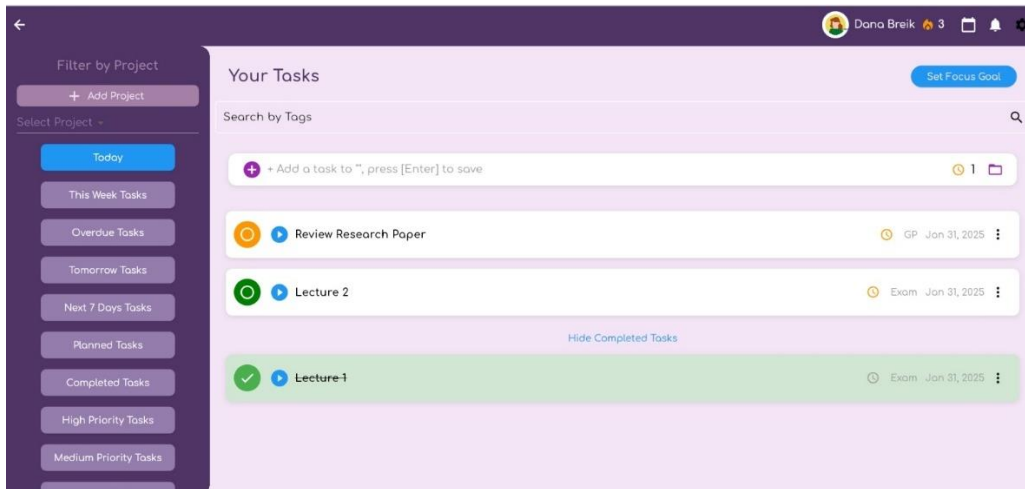 Dana Breik 3
Filter by Project
+ Add Project
Select Project
Today
This Week Tasks
Overdue Tasks
Tomorrow Tasks
Next 7 Days Tasks
Planned Tasks
Completed Tasks
High Priority Tasks
Medium Priority Tasks
Your Tasks
Set Focus Goal
Search by Tags
+ Add a task to "", press [Enter] to save 1
Review Research Paper GP Jan 31, 2025
Lecture 2 Exam Jan 31, 2025
Hide Completed Tasks
Lecture 1 Exam Jan 31, 2025